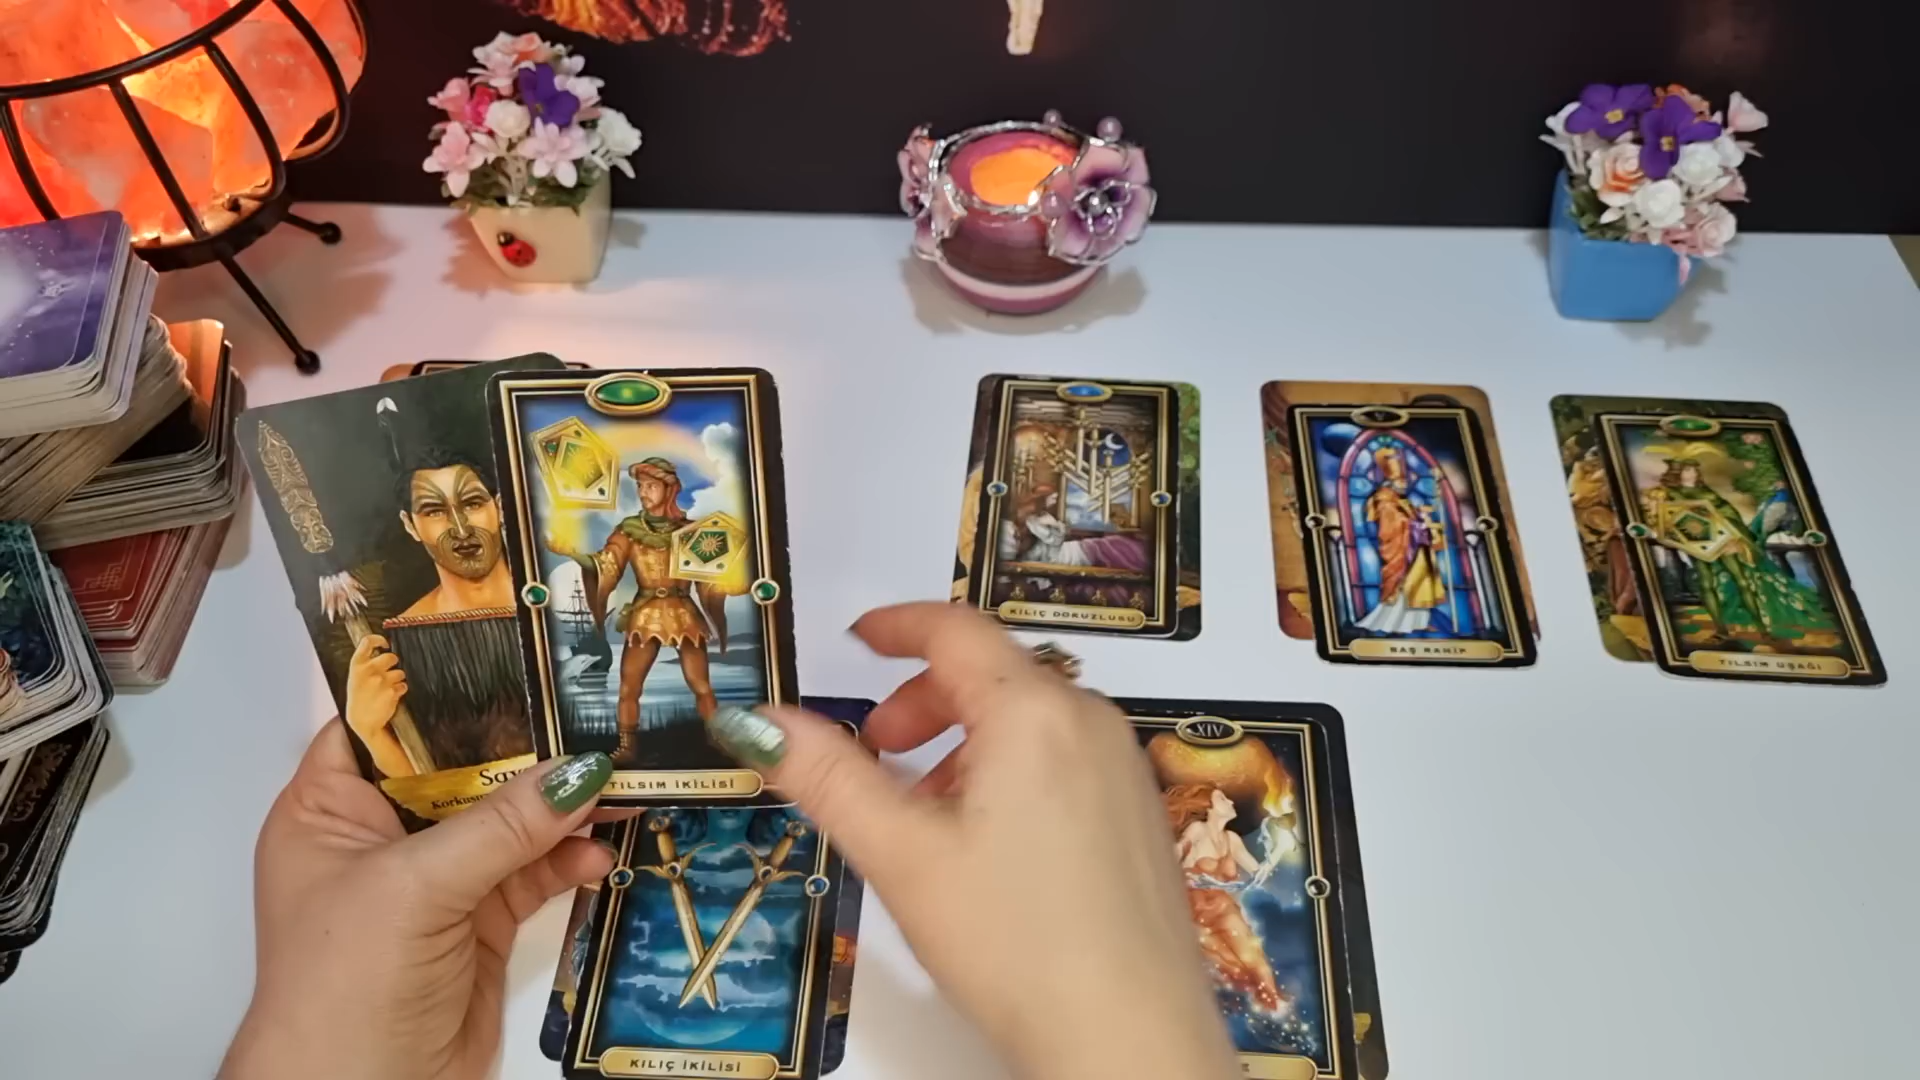 TILSIM İKİLİSİ
KILIÇ DOKUZLUSU
V
BAŞ RAHİP
TILSIM UŞAĞI
XIV
KILIÇ İKİLİSİ